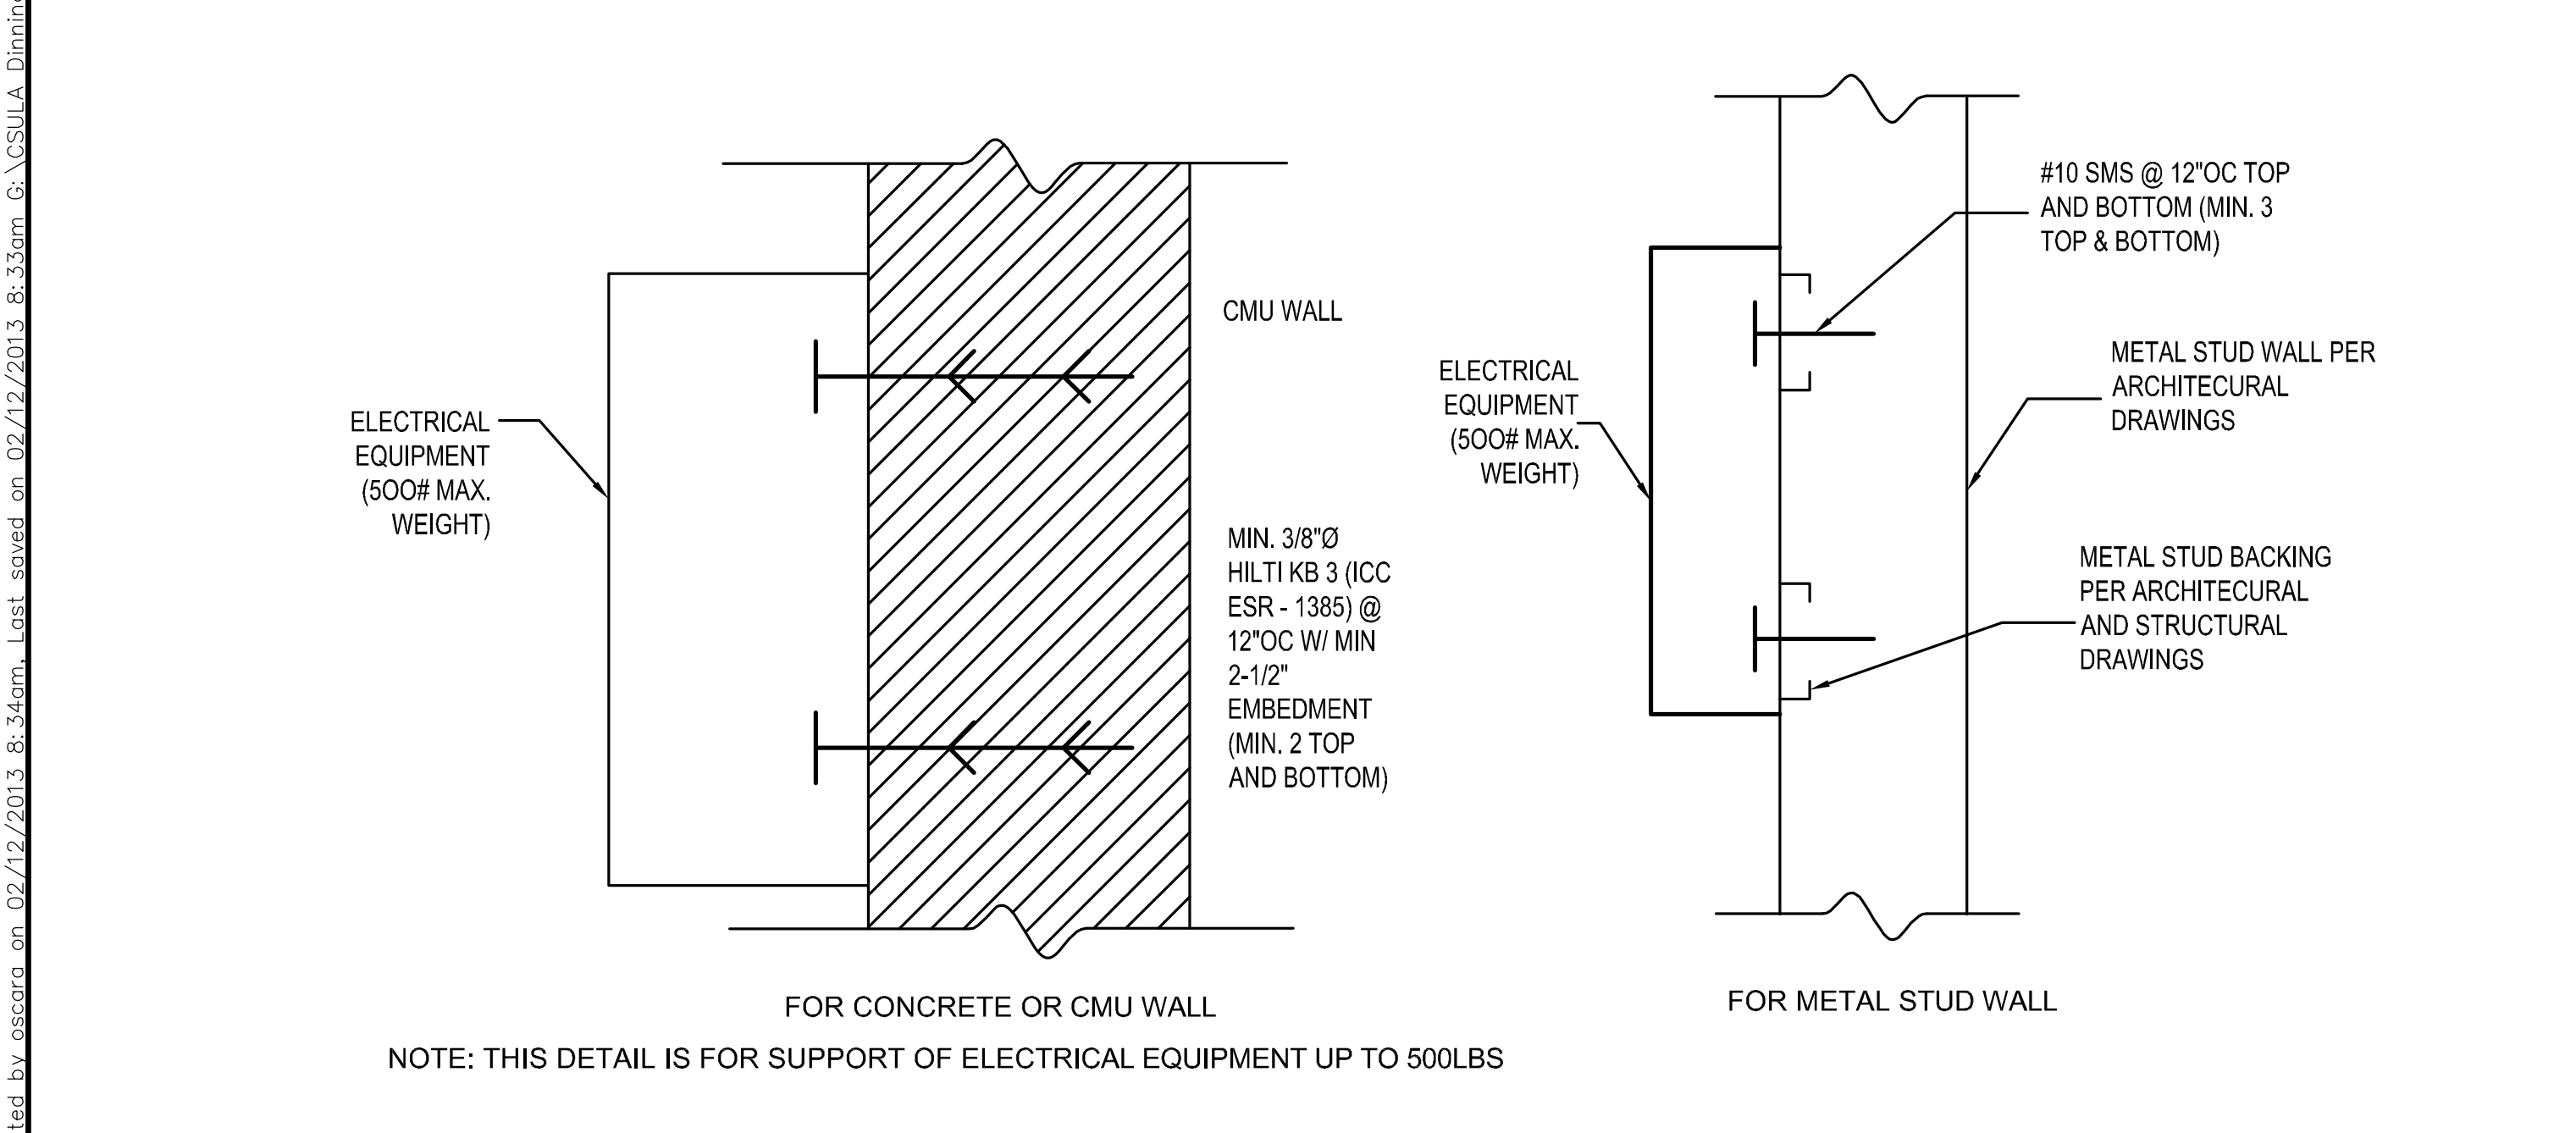 ted by oscara on 02/12/2013 8:34am, Last saved on 02/12/2013 8:33am G:\CSULA Dinning
ELECTRICAL
EQUIPMENT
(500# MAX.
WEIGHT)
CMU WALL
MIN. 3/8"Ø
HILTI KB 3 (ICC
ESR - 1385) @
12"OC W/ MIN
2-1/2"
EMBEDMENT
(MIN. 2 TOP
AND BOTTOM)
FOR CONCRETE OR CMU WALL
ELECTRICAL
EQUIPMENT
(500# MAX.
WEIGHT)
#10 SMS @ 12"OC TOP
AND BOTTOM (MIN. 3
TOP & BOTTOM)
METAL STUD WALL PER
ARCHITECURAL
DRAWINGS
METAL STUD BACKING
PER ARCHITECURAL
AND STRUCTURAL
DRAWINGS
FOR METAL STUD WALL
NOTE: THIS DETAIL IS FOR SUPPORT OF ELECTRICAL EQUIPMENT UP TO 500LBS